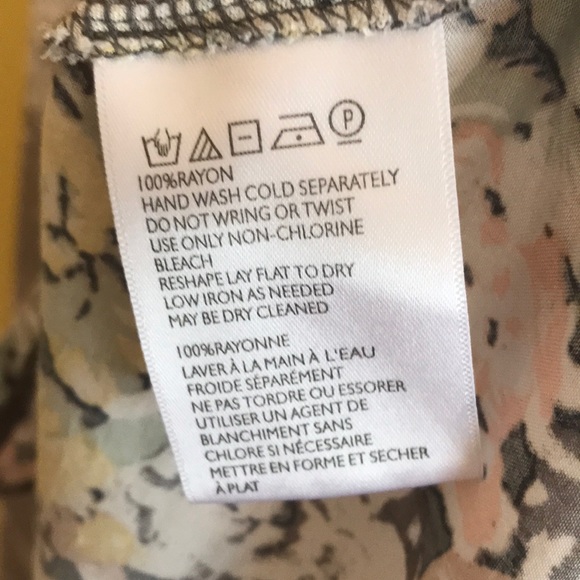 P
100%RAYON
HAND WASH COLD SEPARATELY
DO NOT WRING OR TWIST
USE ONLY NON-CHLORINE
BLEACH
RESHAPE LAY FLAT TO DRY
LOW IRON AS NEEDED
MAY BE DRY CLEANED
100%RAYONNE
LAVER À LA MAIN À L'EAU
FROIDE SÉPARÉMENT
NE PAS TORDRE OU ESSORER
UTILISER UN AGENT DE
BLANCHIMENT SANS
CHLORE SI NÉCESSAIRE
METTRE EN FORME ET SECHER
À PLAT